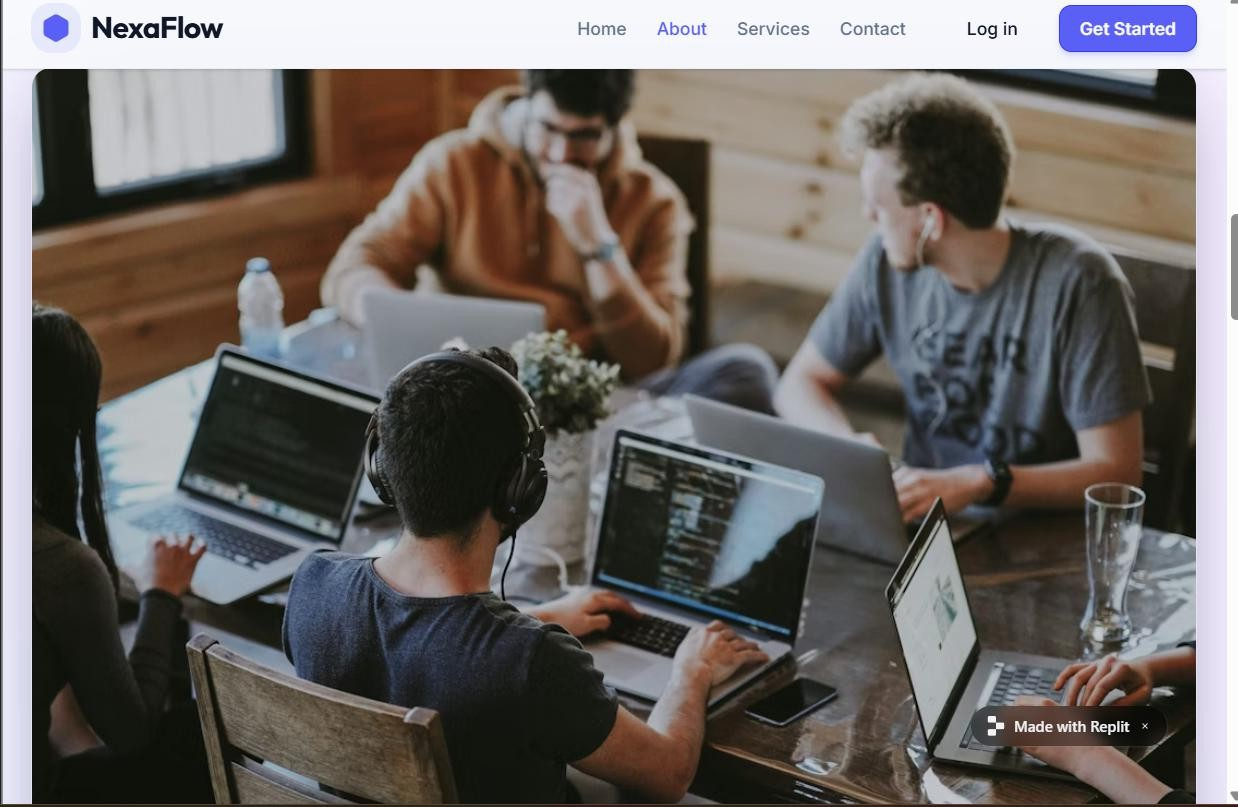 NexaFlow
Home
About
Services
Contact
Log in
Get Started
Made with Replit ×